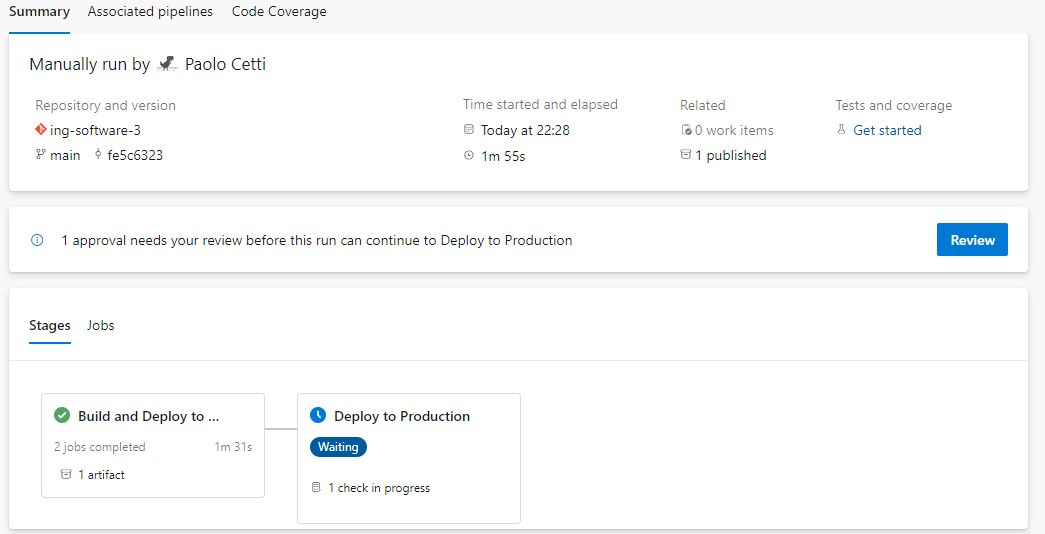 Summary Associated pipelines Code Coverage
Manually run by Paolo Cetti
Repository and version
ing-software-3
main fe5c6323
Time started and elapsed
Today at 22:28
1m 55s
Related
0 work items
1 published
Tests and coverage
Get started
1 approval needs your review before this run can continue to Deploy to Production
Review
Stages Jobs
Build and Deploy to ...
2 jobs completed 1m 31s
1 artifact
Deploy to Production
Waiting
1 check in progress